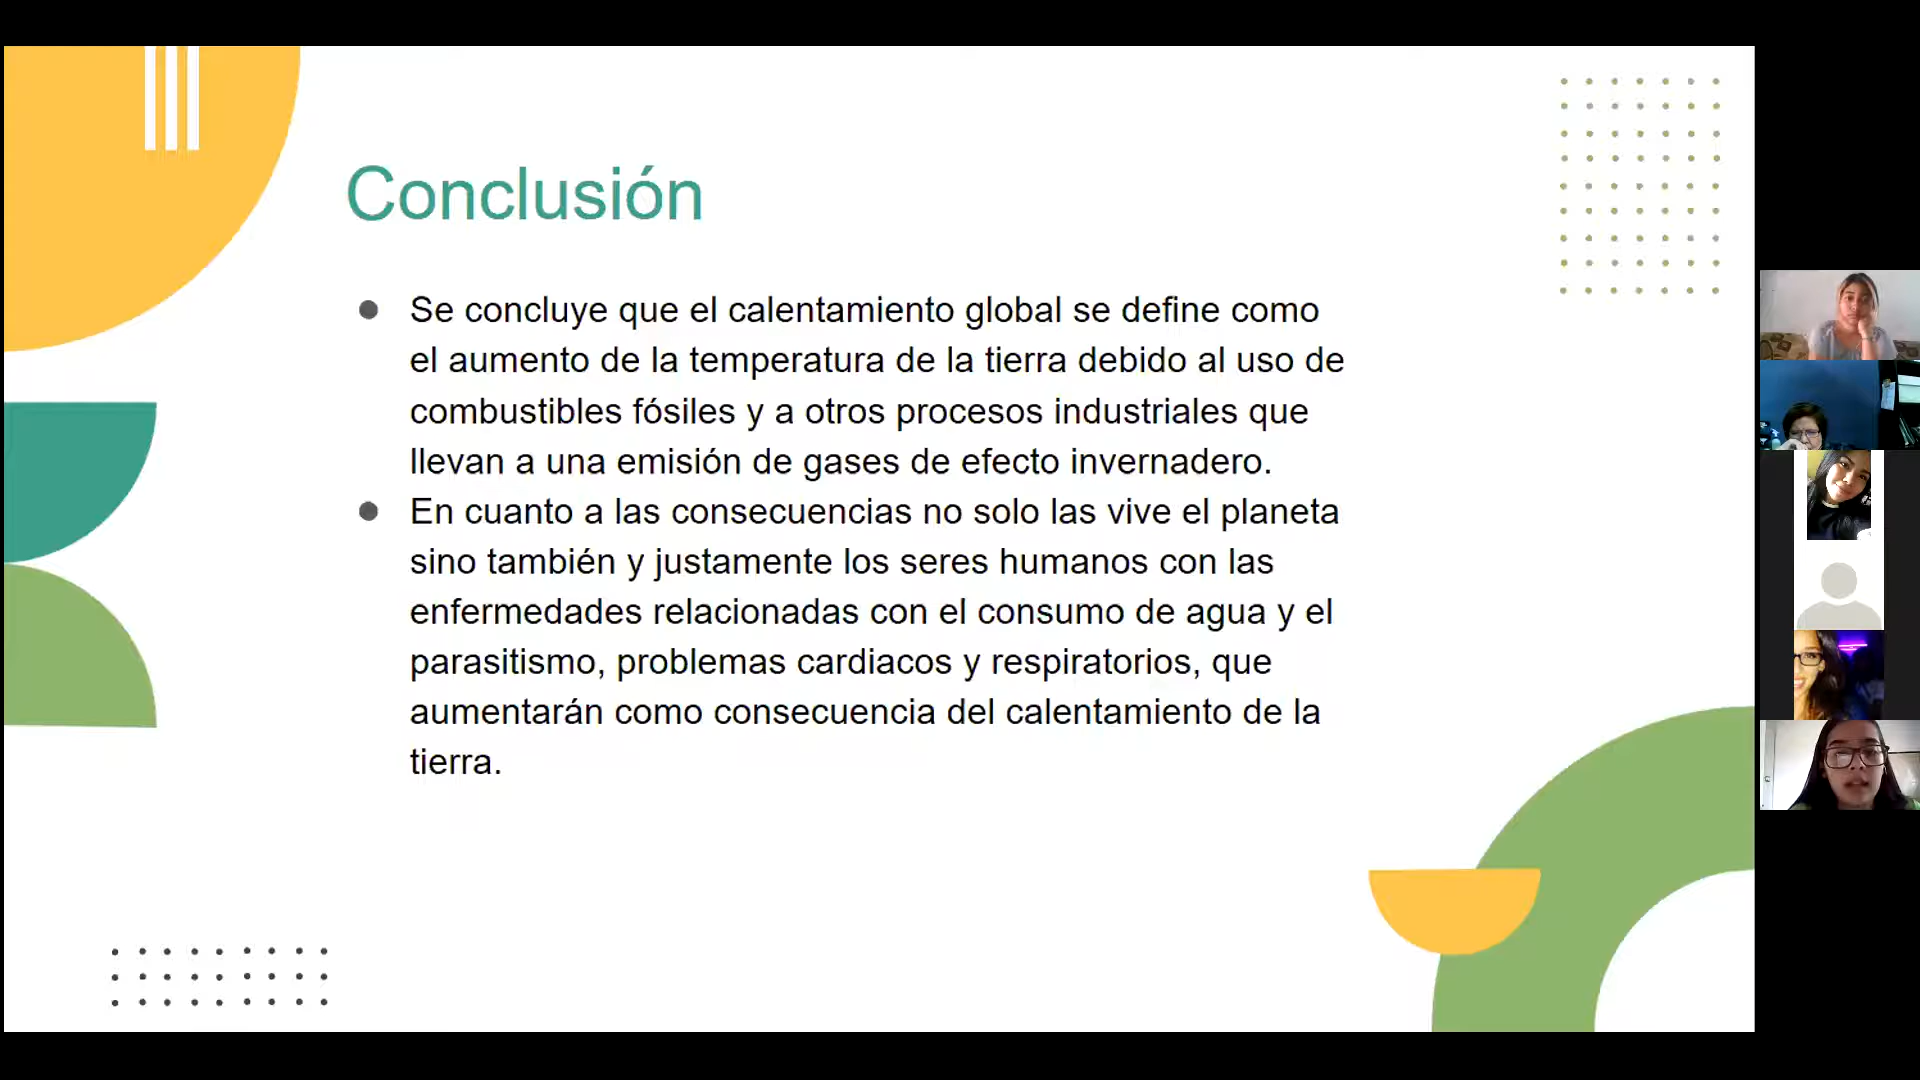 Conclusión
Se concluye que el calentamiento global se define como
el aumento de la temperatura de la tierra debido al uso de
combustibles fósiles y a otros procesos industriales que
llevan a una emisión de gases de efecto invernadero.
En cuanto a las consecuencias no solo las vive el planeta
sino también y justamente los seres humanos con las
enfermedades relacionadas con el consumo de agua y el
parasitismo, problemas cardiacos y respiratorios, que
aumentarán como consecuencia del calentamiento de la
tierra.